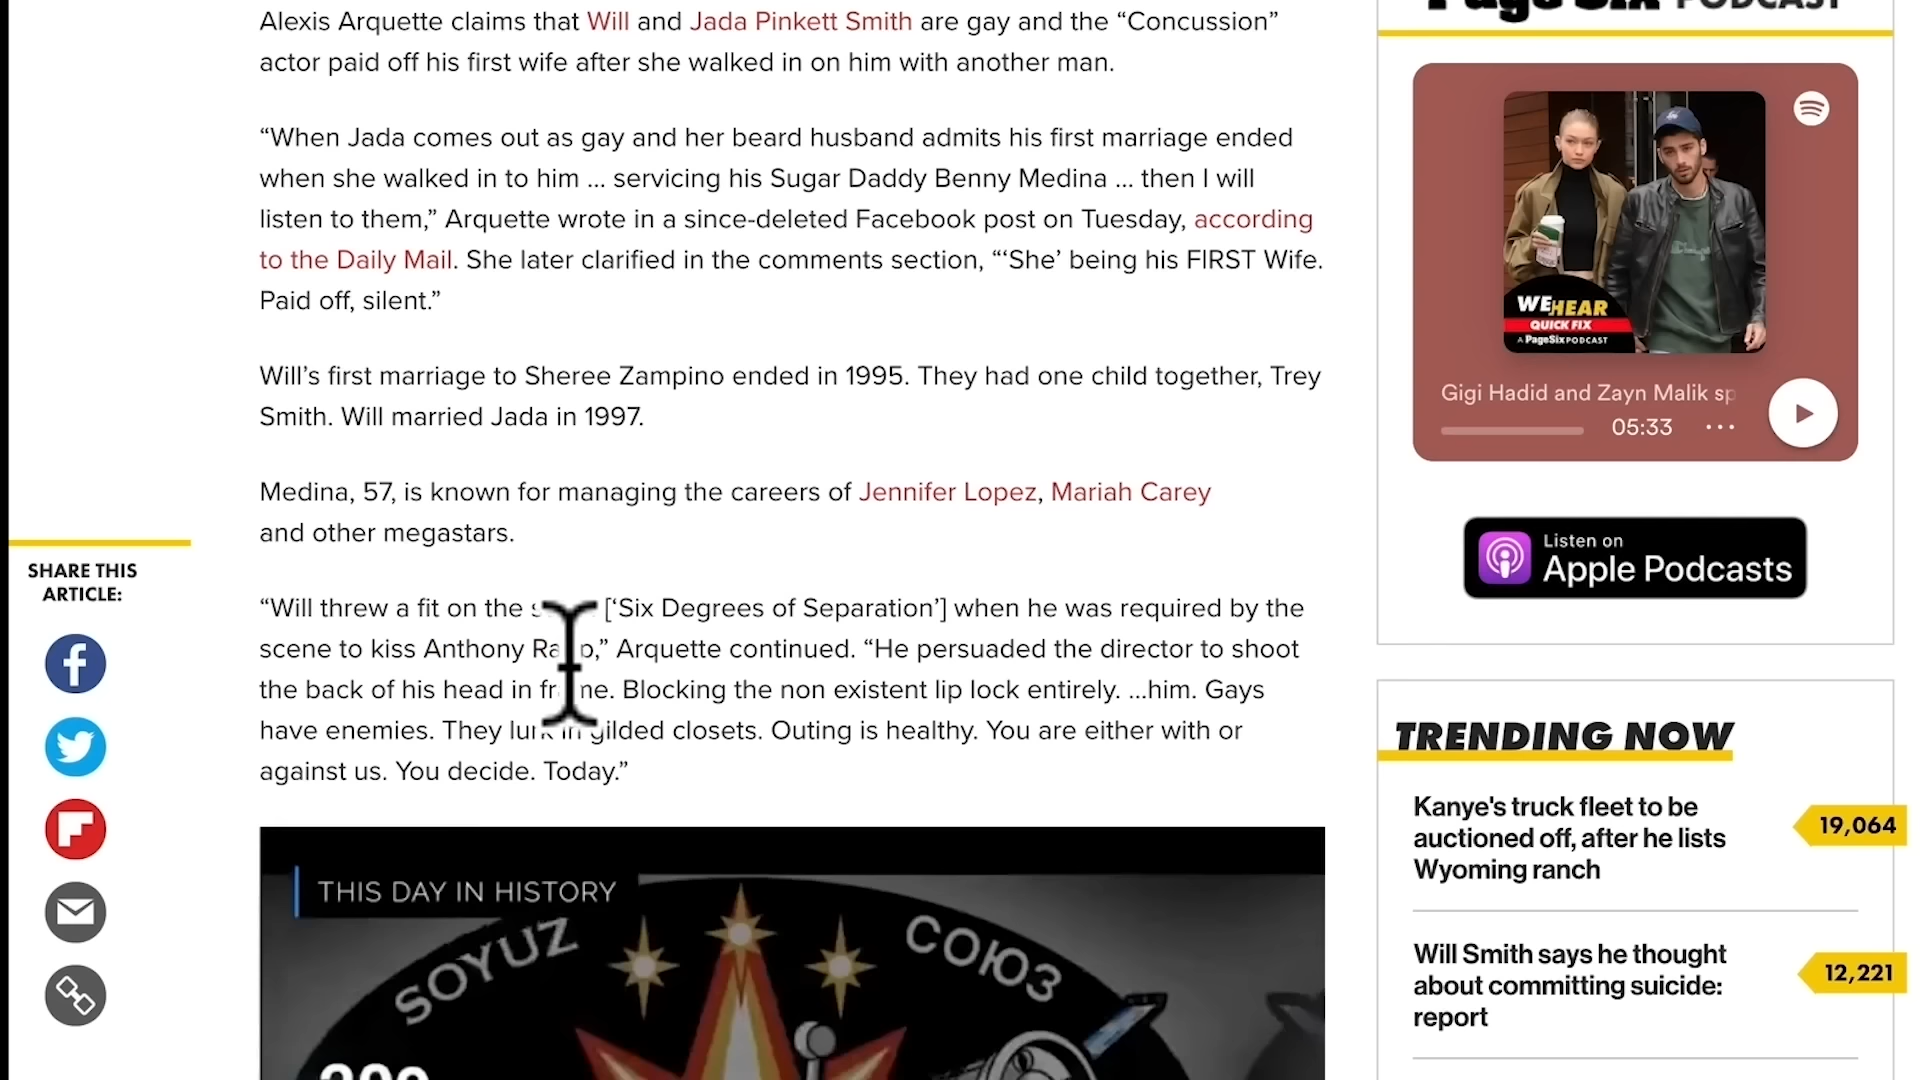 Alexis Arquette claims that Will and Jada Pinkett Smith are gay and the “Concussion”
actor paid off his first wife after she walked in on him with another man.
“When Jada comes out as gay and her beard husband admits his first marriage ended
when she walked in to him ... servicing his Sugar Daddy Benny Medina ... then I will
listen to them,” Arquette wrote in a since-deleted Facebook post on Tuesday, according
to the Daily Mail. She later clarified in the comments section, “‘She’ being his FIRST Wife.
Paid off, silent.”
Will’s first marriage to Sheree Zampino ended in 1995. They had one child together, Trey
Smith. Will married Jada in 1997.
Medina, 57, is known for managing the careers of Jennifer Lopez, Mariah Carey
and other megastars.
“Will threw a fit on the [‘Six Degrees of Separation’] when he was required by the
scene to kiss Anthony Arquette continued. “He persuaded the director to shoot
the back of his head in Blocking the non existent lip lock entirely. ...him. Gays
have enemies. They gilded closets. Outing is healthy. You are either with or
against us. You decide. Today.”
SHARE THIS
ARTICLE:
THIS DAY IN HISTORY
SOYUZ
СОЮЗ
PageSix PODCAST
WE HEAR
QUICK FIX
A PageSix PODCAST
Gigi Hadid and Zayn Malik sp
05:33
Listen on
Apple Podcasts
TRENDING NOW
Kanye's truck fleet to be
auctioned off, after he lists
Wyoming ranch
19,064
Will Smith says he thought
about committing suicide:
report
12,221